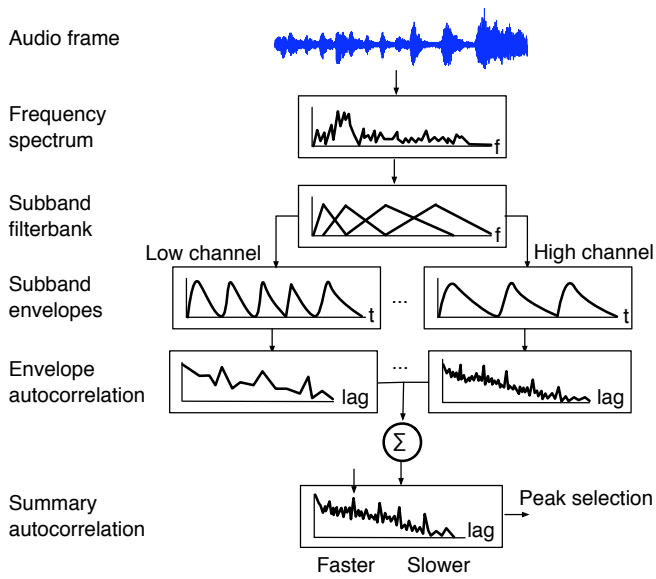 Audio frame
Frequency
spectrum
f
Subband
filterbank
f
Low channel
High channel
Subband
envelopes
t
...
t
Envelope
autocorrelation
lag
...
lag
Σ
Summary
autocorrelation
lag
Peak selection
Faster
Slower